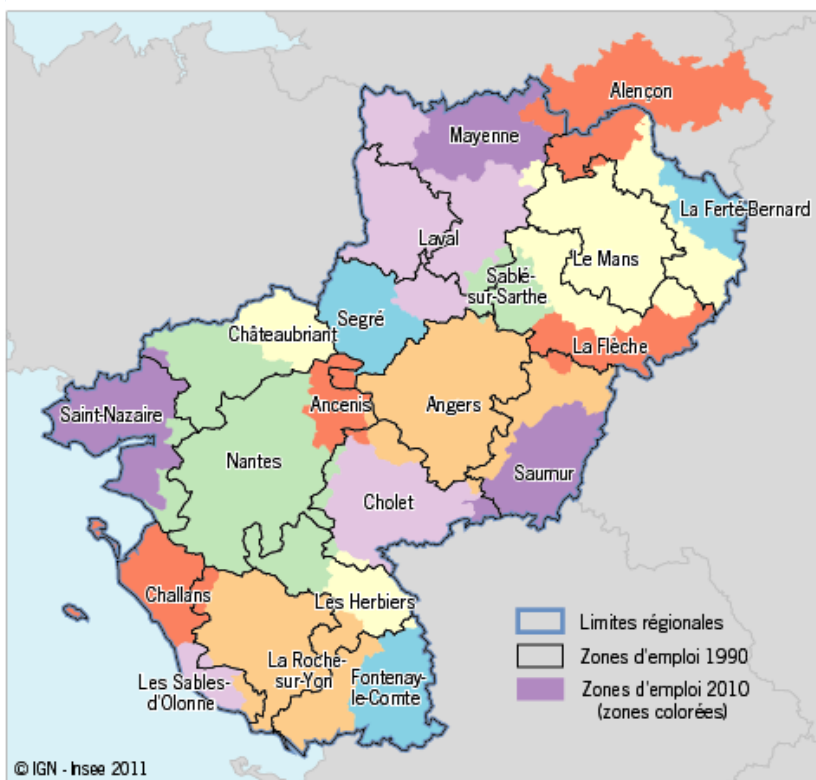 Alençon
Mayenne
La Ferté-Bernard
Laval
Le Mans
Sablé-
sur-Sarthe
Segré
Châteaubriant
La Flèche
Ancenis
Angers
Saint-Nazaire
Nantes
Saumur
Cholet
Challans
Les Herbiers
La Roche-
sur-Yon
Fontenay-
le-Comte
Les Sables-
d'Olonne
Limites régionales
Zones d'emploi 1990
Zones d'emploi 2010
(zones colorées)
© IGN - Insee 2011